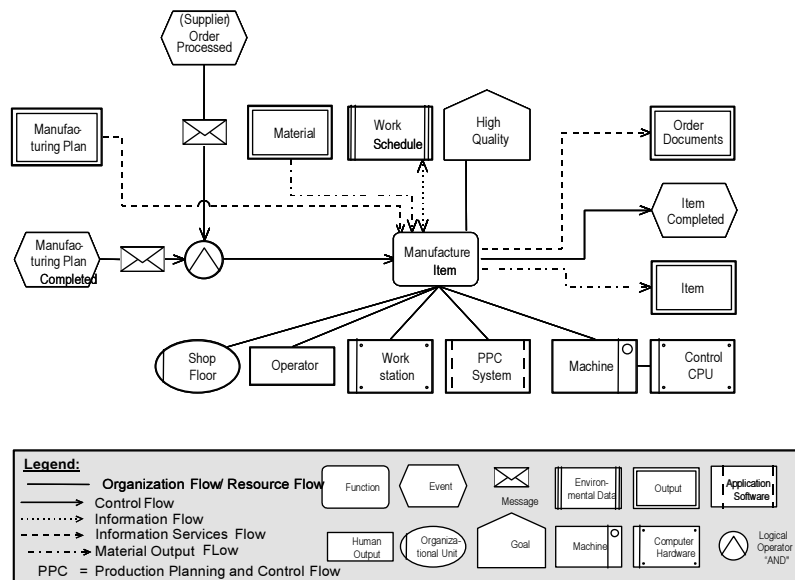 (Supplier)
Order
Processed
Manufac-
turing Plan
Material
Work
Schedule
High
Quality
Order
Documents
Manufac-
turing Plan
Completed
Manufacture
Item
Item
Completed
Item
Shop
Floor
Operator
Work
station
PPC
System
Machine
Control
CPU
Legend:
Organization Flow/ Resource Flow
Control Flow
Information Flow
Information Services Flow
Material Output FLow
PPC = Production Planning and Control Flow
Function
Event
Message
Environ-
mental Data
Output
Application
Software
Human
Output
Organiza-
tional Unit
Goal
Machine
Computer
Hardware
Logical
Operator
"AND"